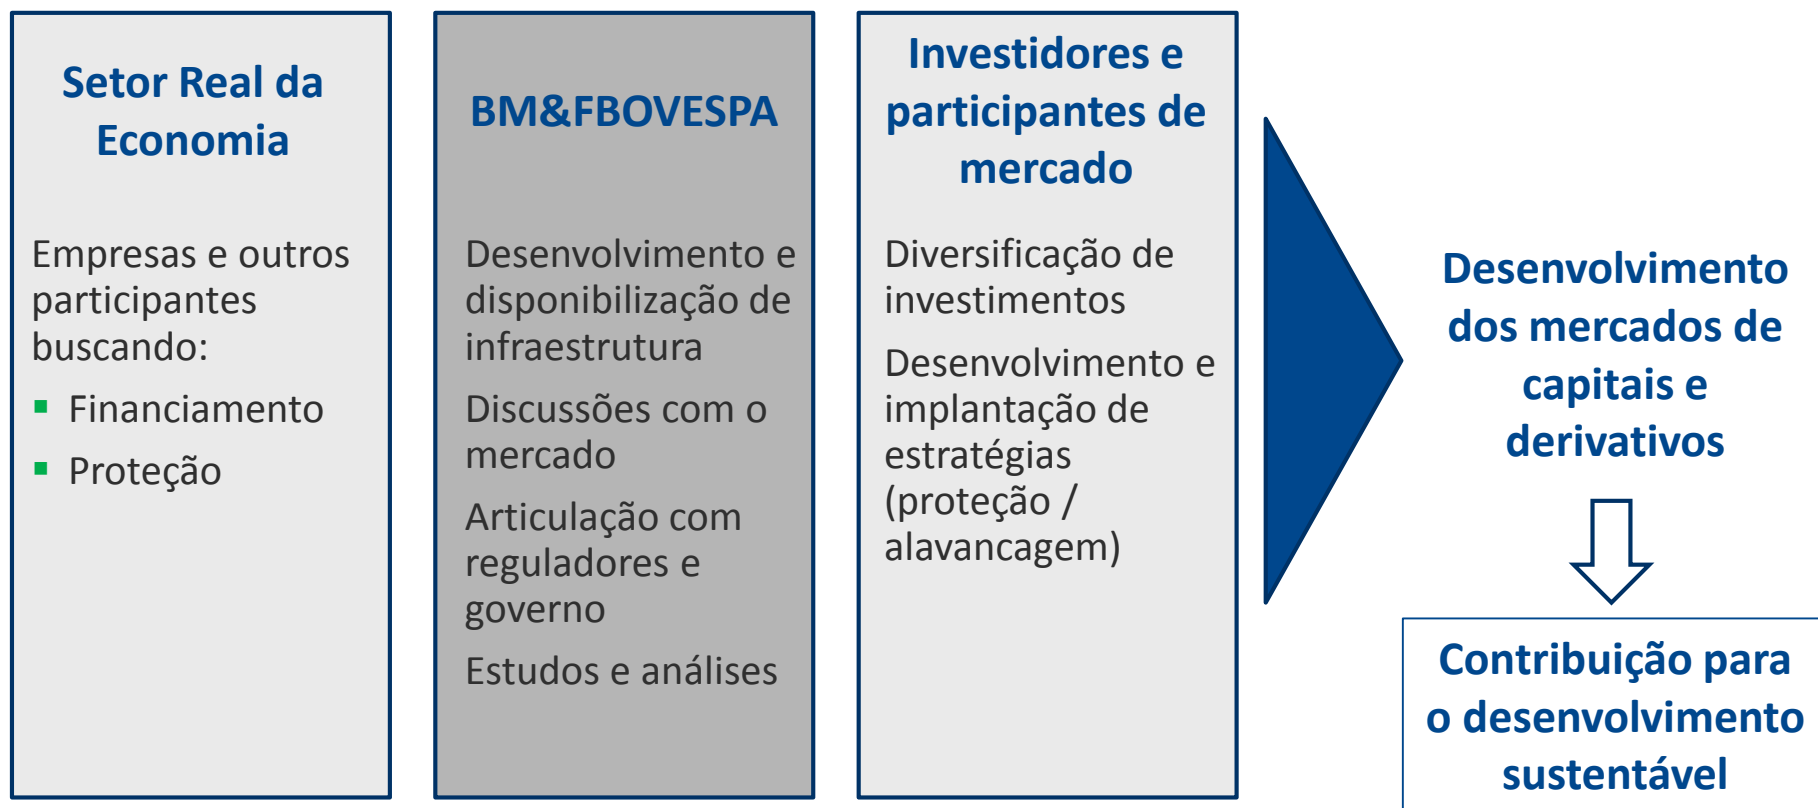 Setor Real da
Economia
Empresas e outros
participantes
buscando:
▪ Financiamento
▪ Proteção
BM&FBOVESPA
Desenvolvimento e
disponibilização de
infraestrutura
Discussões com o
mercado
Articulação com
reguladores e
governo
Estudos e análises
Investidores e
participantes de
mercado
Diversificação de
investimentos
Desenvolvimento e
implantação de
estratégias
(proteção /
alavancagem)
Desenvolvimento
dos mercados de
capitais e
derivativos
Contribuição para
o desenvolvimento
sustentável